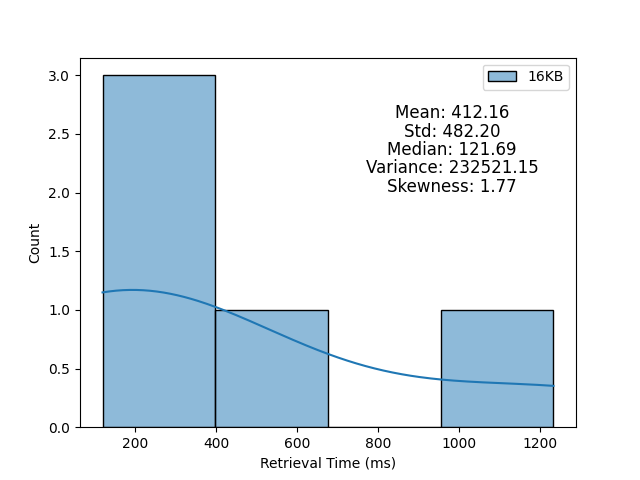 16KB
Mean: 412.16
Std: 482.20
Median: 121.69
Variance: 232521.15
Skewness: 1.77
3.0
2.5
2.0
1.5
1.0
0.5
0.0
Count
200 400 600 800 1000 1200
Retrieval Time (ms)